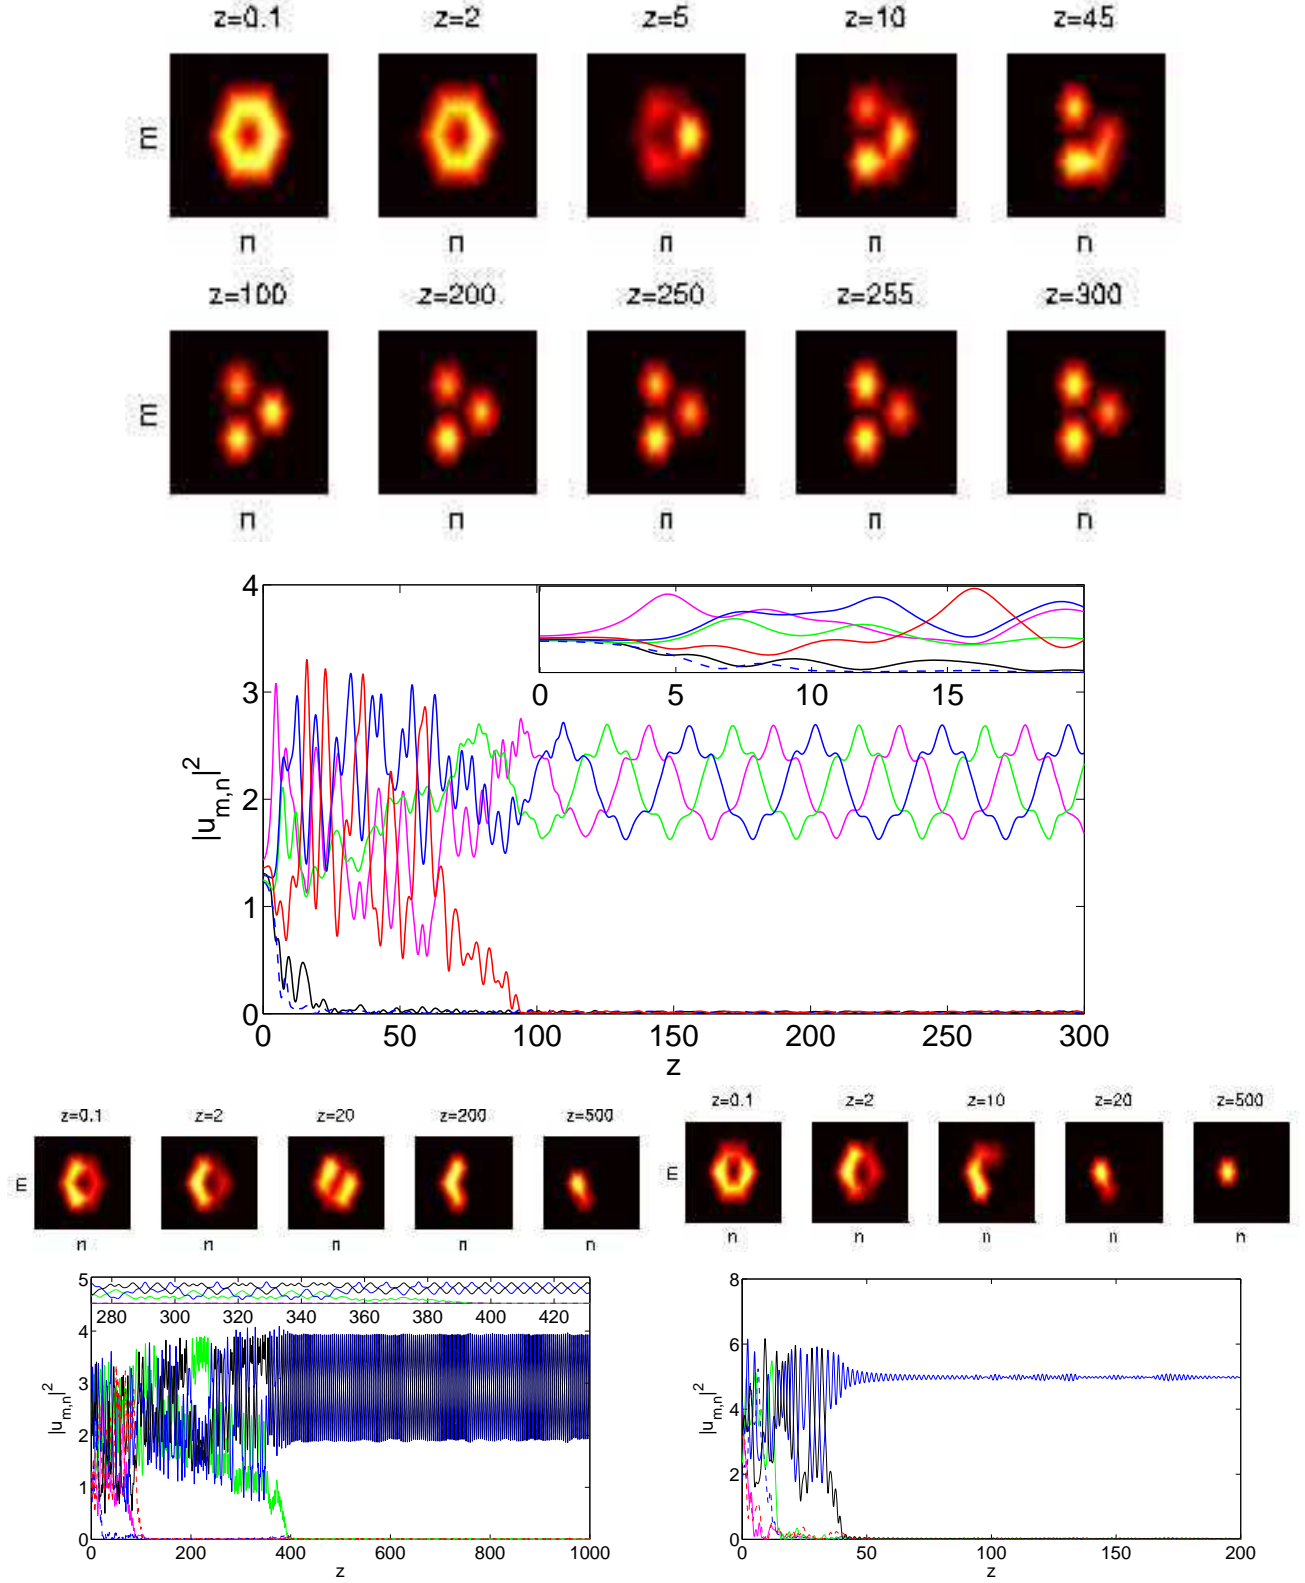 z=0.1 z=2 z=5 z=10 z=45
m
n n n n n
z=100 z=200 z=250 z=255 z=300
m
n n n n n
4
3
2
1
0
|u_{m,n}|^2
0 5 10 15
0 50 100 150 200 250 300
z
z=0.1 z=2 z=20 z=200 z=500
m
n n n n n
z=0.1 z=2 z=10 z=20 z=500
m
n n n n n
5
4
3
2
1
0
|u_{m,n}|^2
280 300 320 340 360 380 400 420
0 200 400 600 800 1000
z
8
6
4
2
0
|u_{m,n}|^2
0 50 100 150 200
z